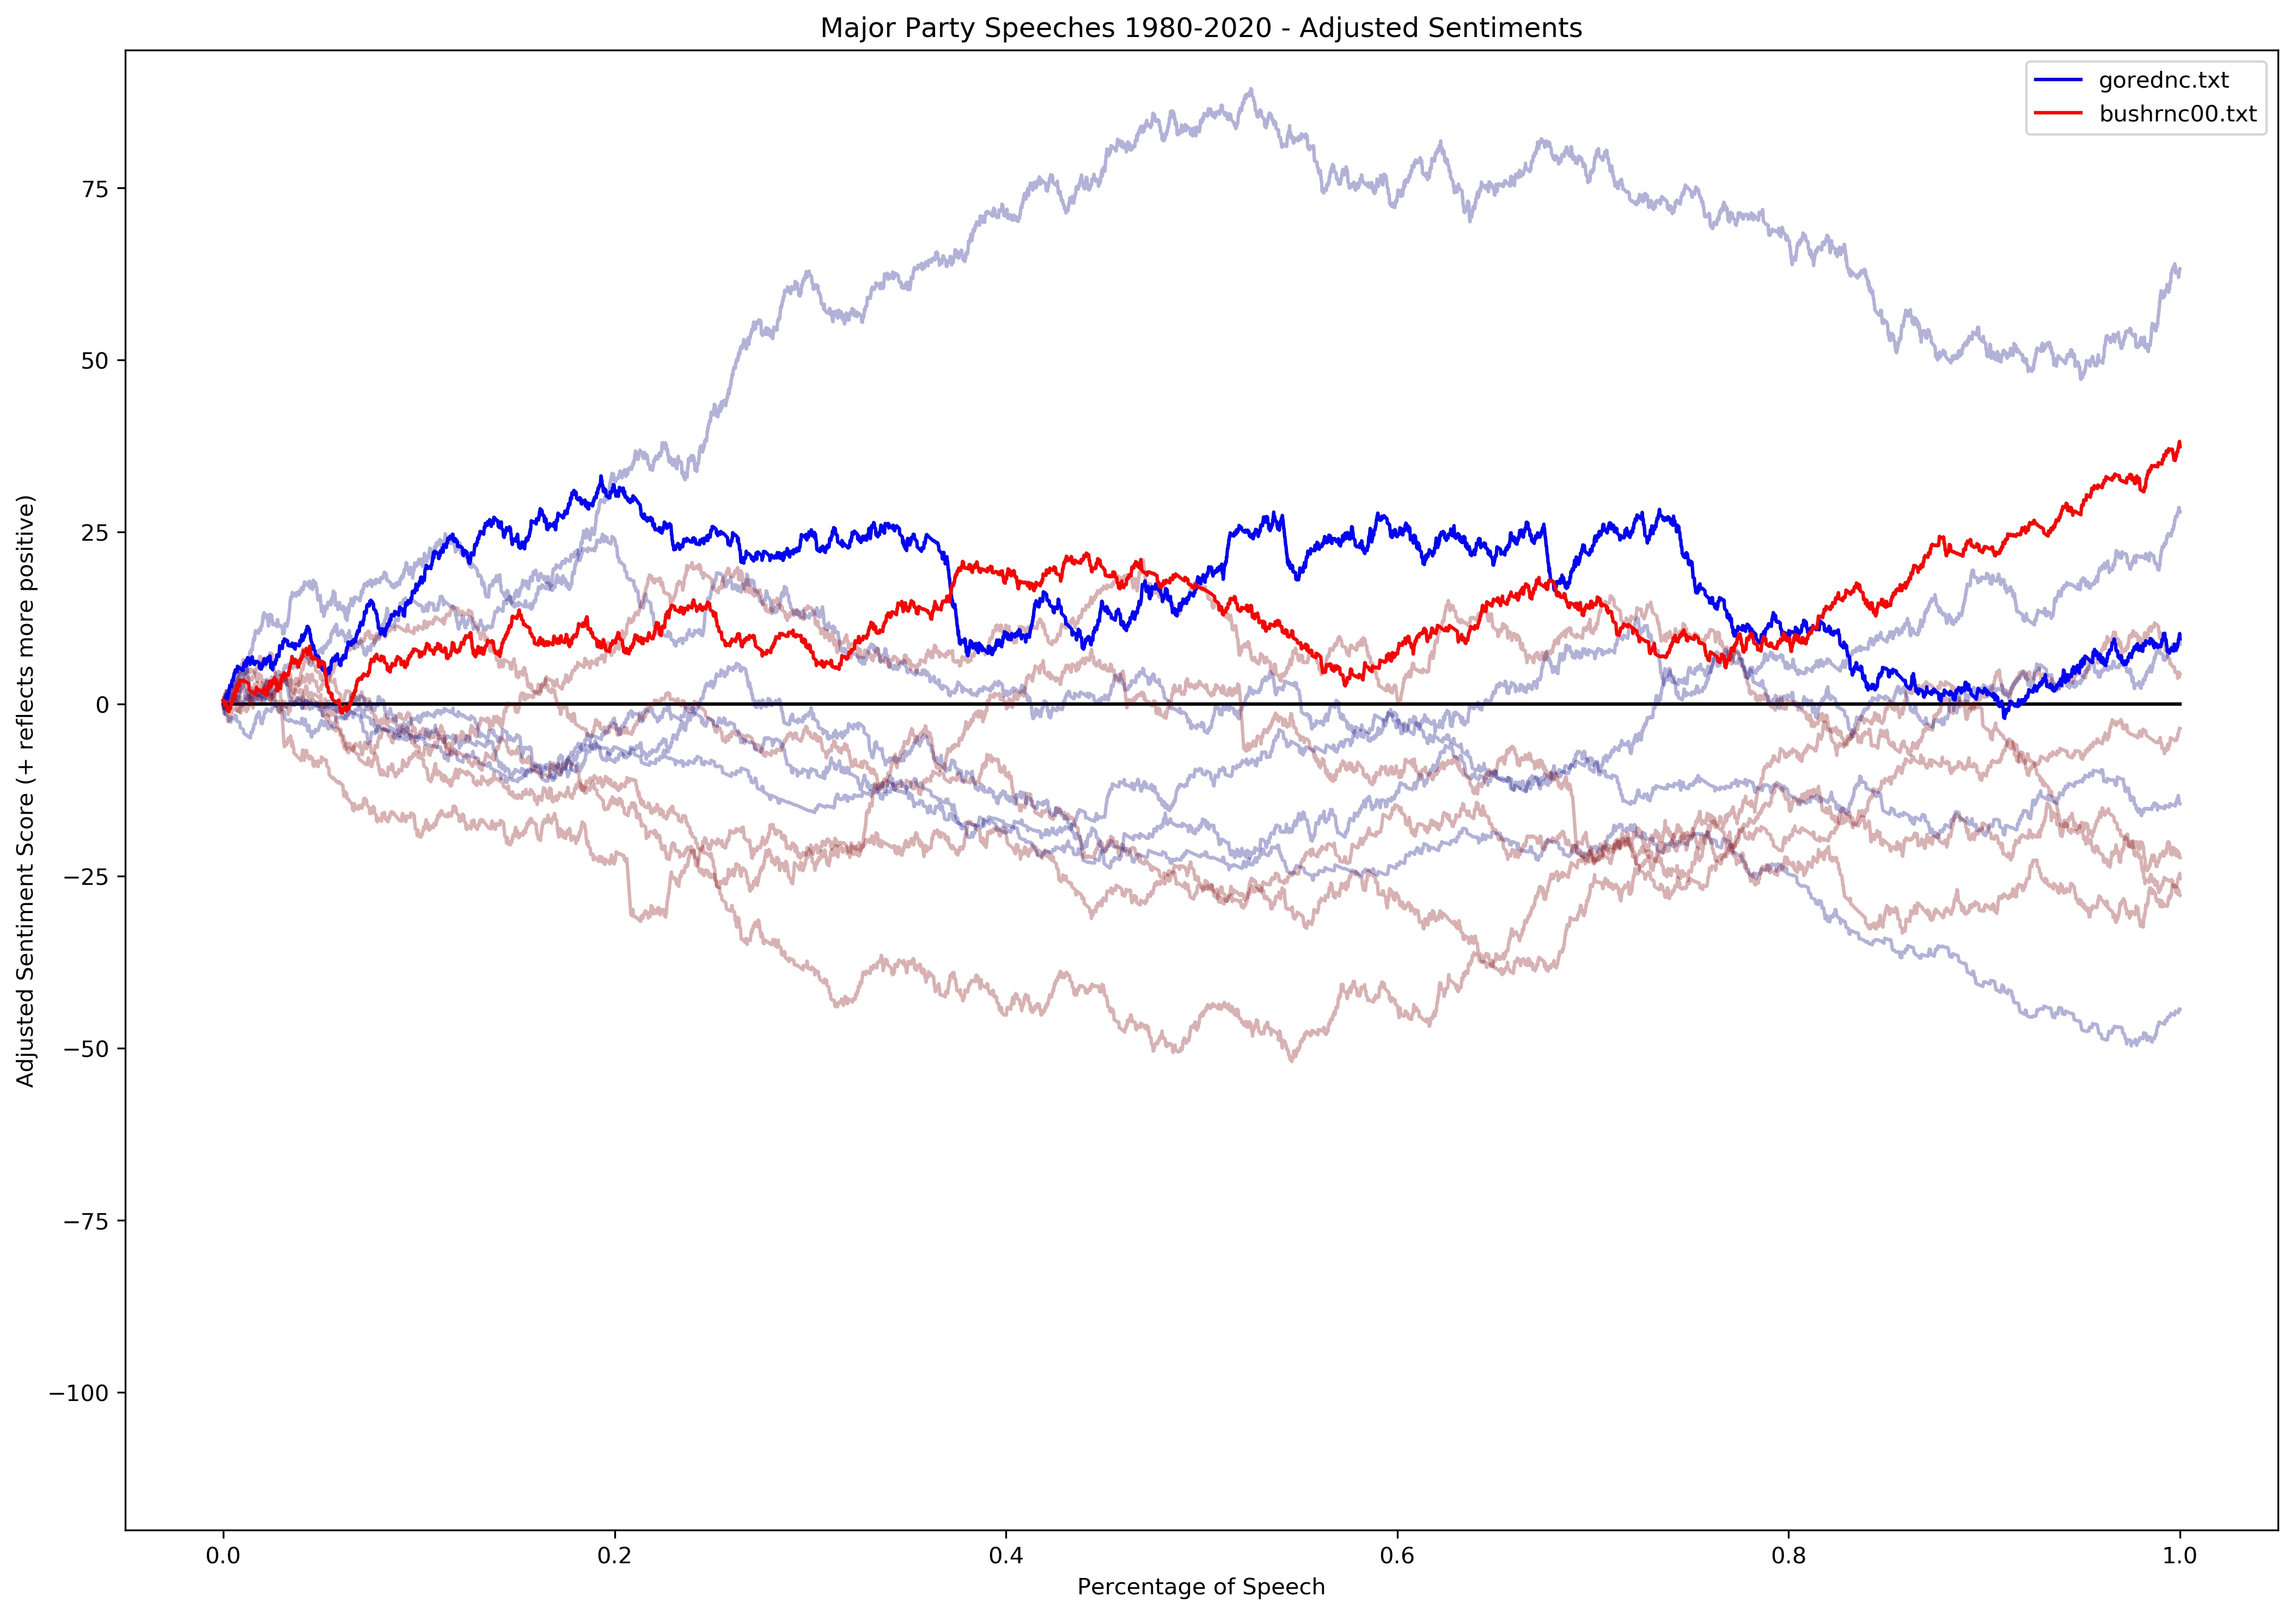 Major Party Speeches 1980-2020 - Adjusted Sentiments
gorednc.txt
bushrnc00.txt
Adjusted Sentiment Score (+ reflects more positive)
75
50
25
0
−25
−50
−75
−100
0.0 0.2 0.4 0.6 0.8 1.0
Percentage of Speech